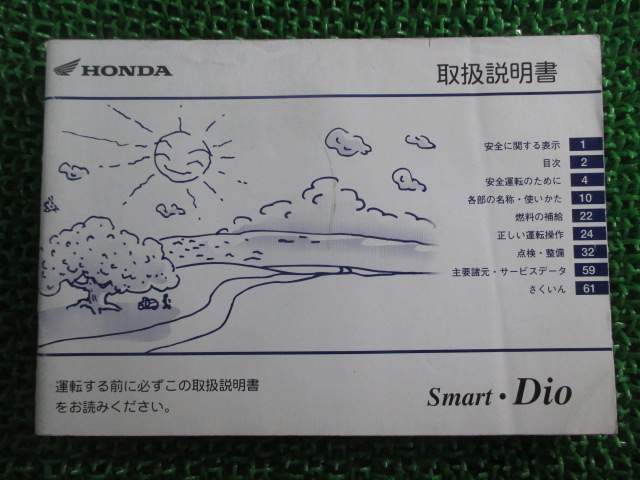 HONDA
取扱説明書
安全に関する表示 1
目次 2
安全運転のために 4
各部の名称・使いかた 10
燃料の補給 22
正しい運転操作 24
点検・整備 32
主要諸元・サービスデータ 59
さくいん 61
運転する前に必ずこの取扱説明書
をお読みください。
Smart・Dio